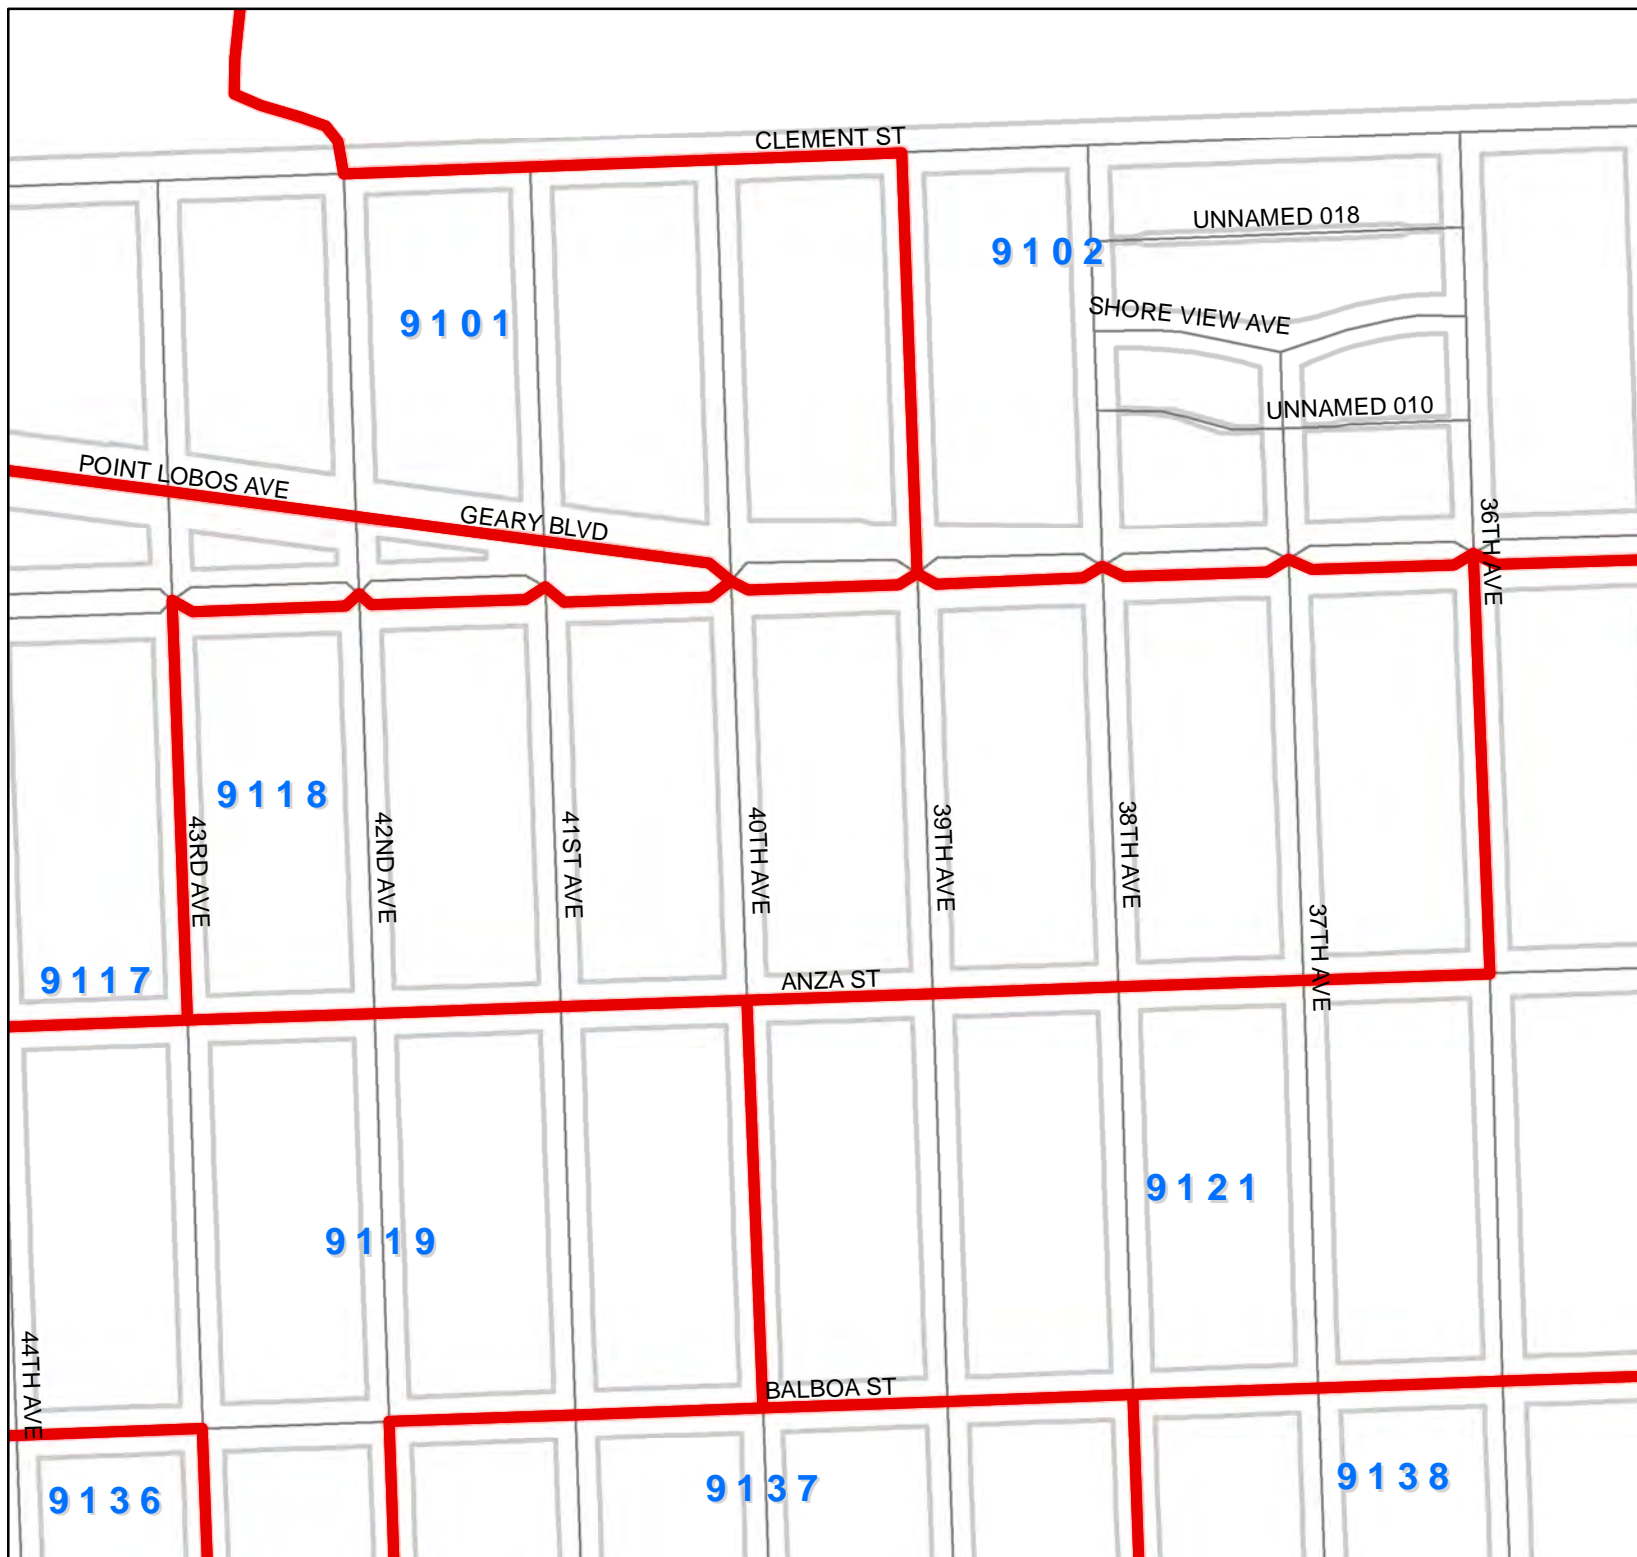 CLEMENT ST
UNNAMED 018
9102
SHORE VIEW AVE
9101
UNNAMED 010
POINT LOBOS AVE
GEARY BLVD
36TH AVE
9118
43RD AVE
42ND AVE
41ST AVE
40TH AVE
39TH AVE
38TH AVE
37TH AVE
9117
ANZA ST
9121
9119
44TH AVE
BALBOA ST
9136
9137
9138